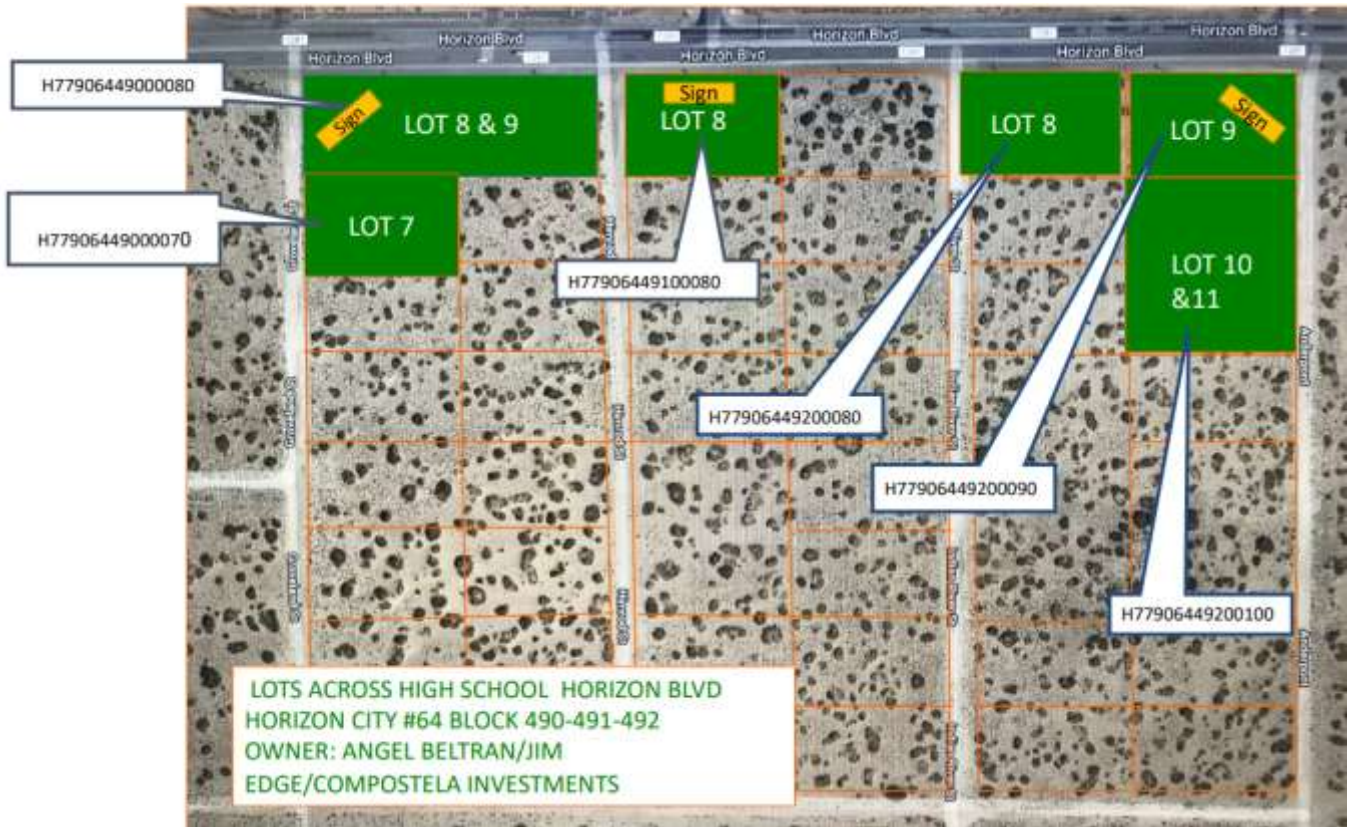 Horizon Blvd
Horizon Blvd
Horizon Blvd
Horizon Blvd
Horizon Blvd
Horizon Blvd
H77906449000080
Sign
LOT 8 & 9
Sign
LOT 8
LOT 8
LOT 9
Sign
LOT 7
H77906449000070
H77906449100080
LOT 10
&11
H77906449200080
H77906449200090
H77906449200100
LOTS ACROSS HIGH SCHOOL HORIZON BLVD
HORIZON CITY #64 BLOCK 490-491-492
OWNER: ANGEL BELTRAN/JIM
EDGE/COMPOSTELA INVESTMENTS